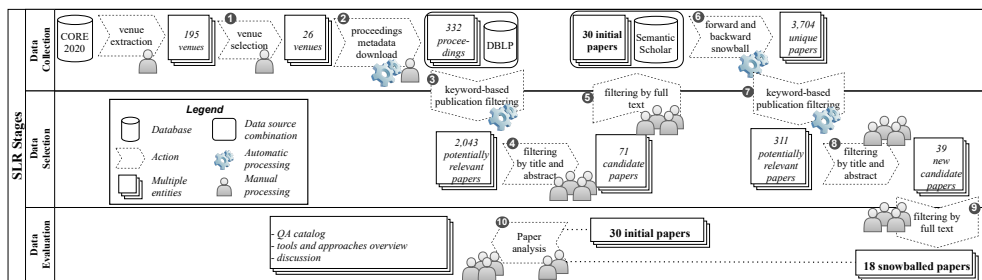 SLR Stages
Data
Collection
CORE
2020
venue
extraction
195
venues
1
venue
selection
26
venues
2
proceedings
metadata
download
332
procee-
dings
DBLP
30 initial papers
Semantic
Scholar
6
forward and
backward
snowball
3,704
unique
papers
3
keyword-based
publication filtering
5
filtering by full
text
7
keyword-based
publication filtering
Data
Selection
Legend
Database
Data source
combination
Action
Automatic
processing
Multiple
entities
Manual
processing
2,043
potentially
relevant
papers
4
filtering
by title and
abstract
71
candidate
papers
311
potentially
relevant
papers
8
filtering
by title and
abstract
39
new
candidate
papers
9
filtering by
full text
Data
Evaluation
- QA catalog
- tools and approaches overview
- discussion
10
Paper
analysis
30 initial papers
18 snowballed papers